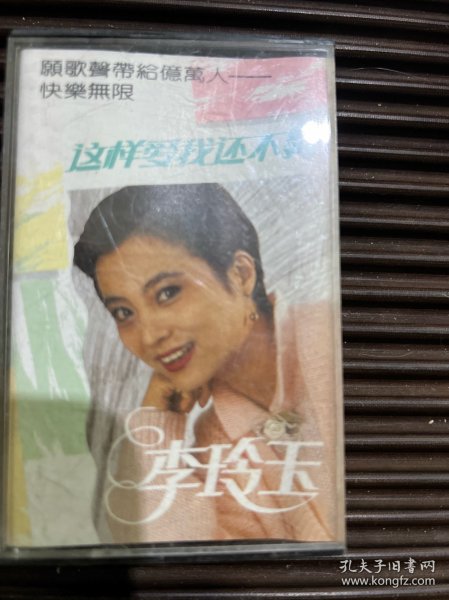 願歌聲帶給億萬人——
快樂無限
这样爱我还不
李玲玉
孔夫子旧书网
www.kongfz.com